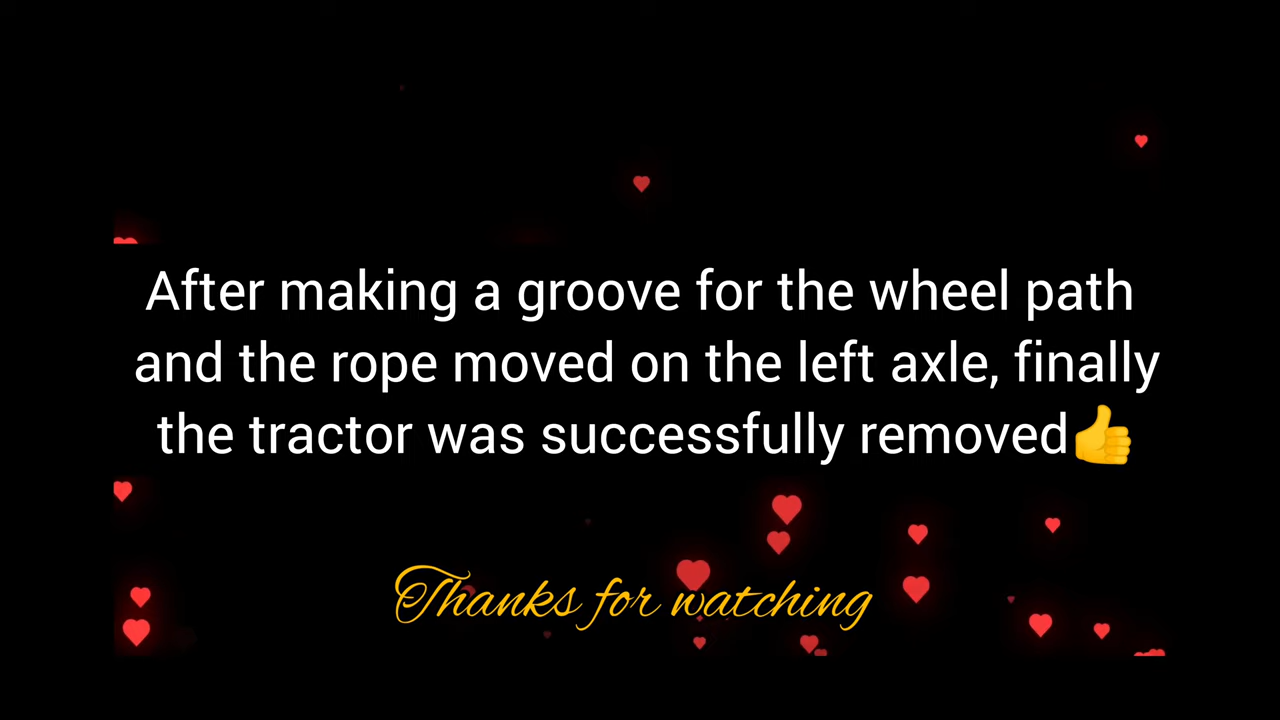 After making a groove for the wheel path
and the rope moved on the left axle, finally
the tractor was successfully removed👍
Thanks for watching